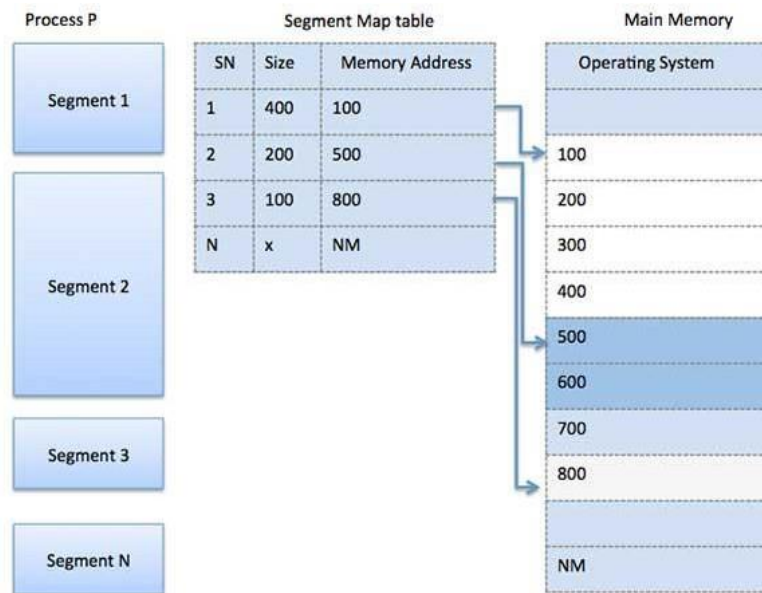 Process P
Segment 1
Segment 2
Segment 3
Segment N
Segment Map table
SN Size Memory Address
1 400 100
2 200 500
3 100 800
N x NM
Main Memory
Operating System
100
200
300
400
500
600
700
800
NM